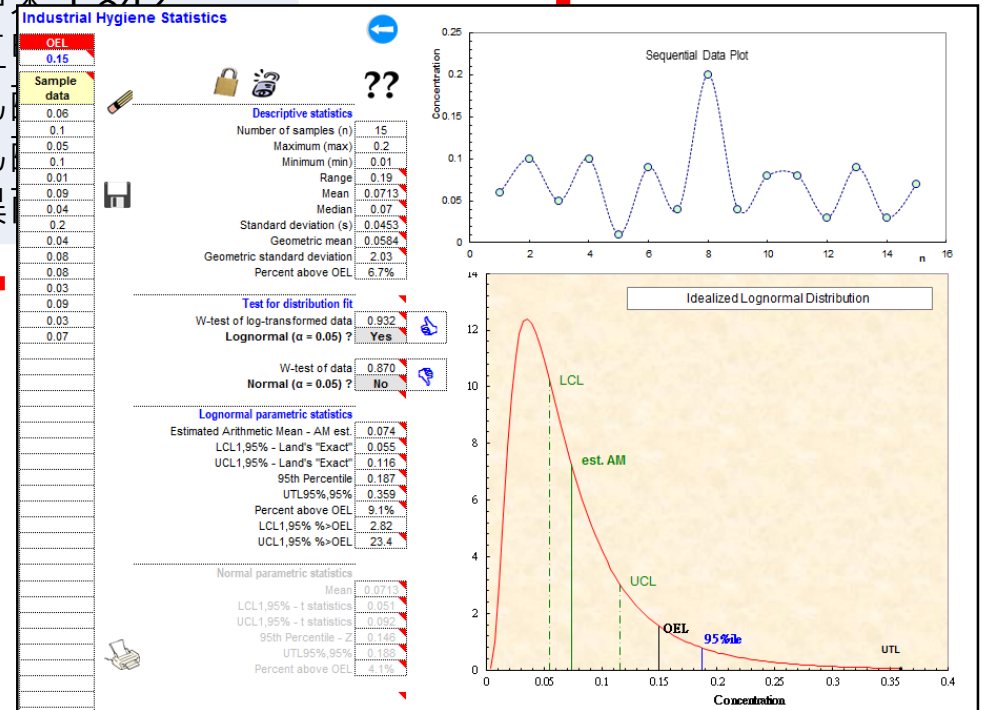 Industrial Hygiene Statistics
OEL
0.15
Sample
data
0.06
0.1
0.05
0.1
0.01
0.09
0.04
0.2
0.04
0.08
0.08
0.03
0.09
0.03
0.07
??
Descriptive statistics
Number of samples (n) 15
Maximum (max) 0.2
Minimum (min) 0.01
Range 0.19
Mean 0.0713
Median 0.07
Standard deviation (s) 0.0453
Geometric mean 0.0584
Geometric standard deviation 2.03
Percent above OEL 6.7%
Test for distribution fit
W-test of log-transformed data 0.932
Lognormal (α = 0.05) ? Yes
W-test of data 0.870
Normal (α = 0.05) ? No
Lognormal parametric statistics
Estimated Arithmetic Mean - AM est. 0.074
LCL1,95% - Land's "Exact" 0.055
UCL1,95% - Land's "Exact" 0.116
95th Percentile 0.187
UTL95%,95% 0.359
Percent above OEL 9.1%
LCL1,95% %>OEL 2.82
UCL1,95% %>OEL 23.4
Normal parametric statistics
Mean 0.0713
LCL1,95% - t statistics 0.051
UCL1,95% - t statistics 0.092
95th Percentile - Z 0.146
UTL95%,95% 0.188
Percent above OEL 4.1%
Sequential Data Plot
Concentration
0.25
0.2
0.15
0.1
0.05
0
0 2 4 6 8 10 12 14 16
n
Idealized Lognormal Distribution
14
12
10
8
6
4
2
0
LCL
est. AM
UCL
OEL
95%ile
UTL
0 0.05 0.1 0.15 0.2 0.25 0.3 0.35 0.4
Concentration